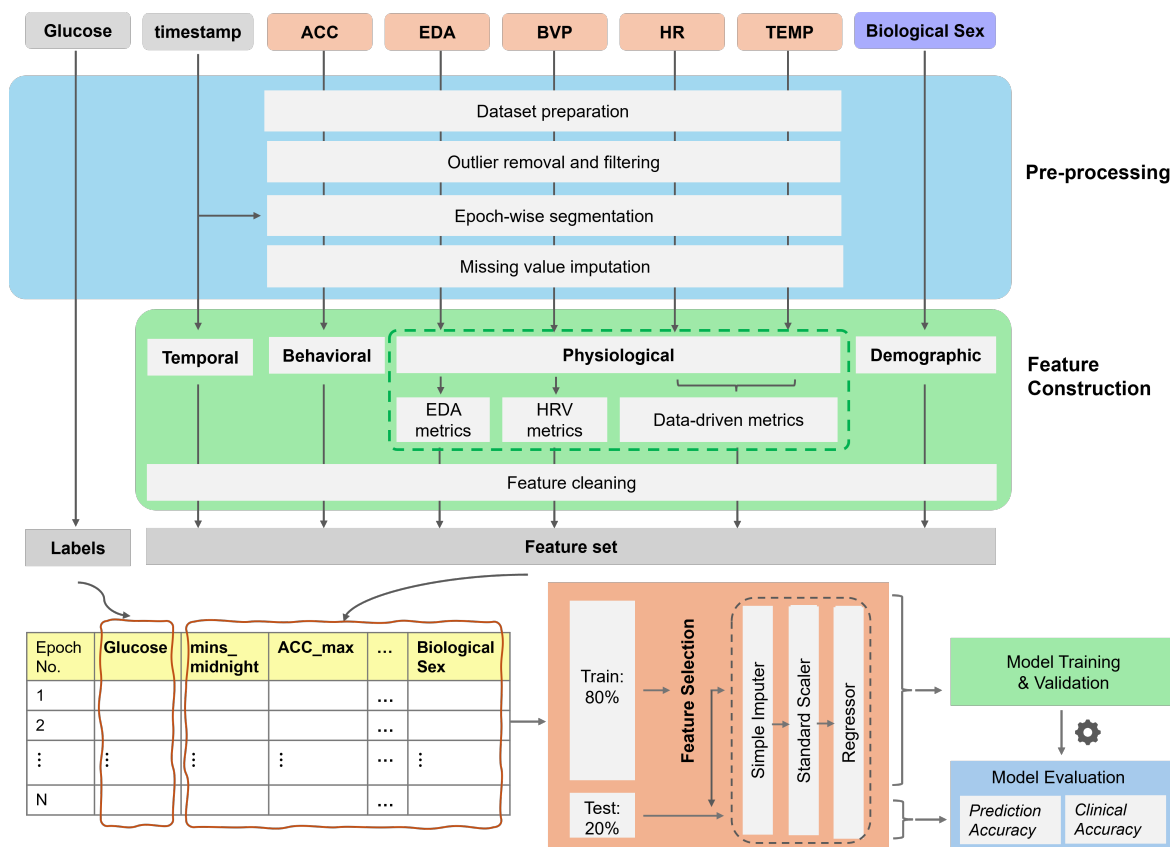 Glucose
timestamp
ACC
EDA
BVP
HR
TEMP
Biological Sex
Dataset preparation
Outlier removal and filtering
Pre-processing
Epoch-wise segmentation
Missing value imputation
Temporal
Behavioral
Physiological
Demographic
Feature
Construction
EDA
metrics
HRV
metrics
Data-driven metrics
Feature cleaning
Labels
Feature set
Epoch
No.
Glucose
mins_
midnight
ACC_max
...
Biological
Sex
1
...
2
...
⋮
⋮
⋮
⋮
...
⋮
N
...
Train:
80%
Test:
20%
Feature Selection
Simple Imputer
Standard Scaler
Regressor
Model Training
& Validation
Model Evaluation
Prediction
Accuracy
Clinical
Accuracy